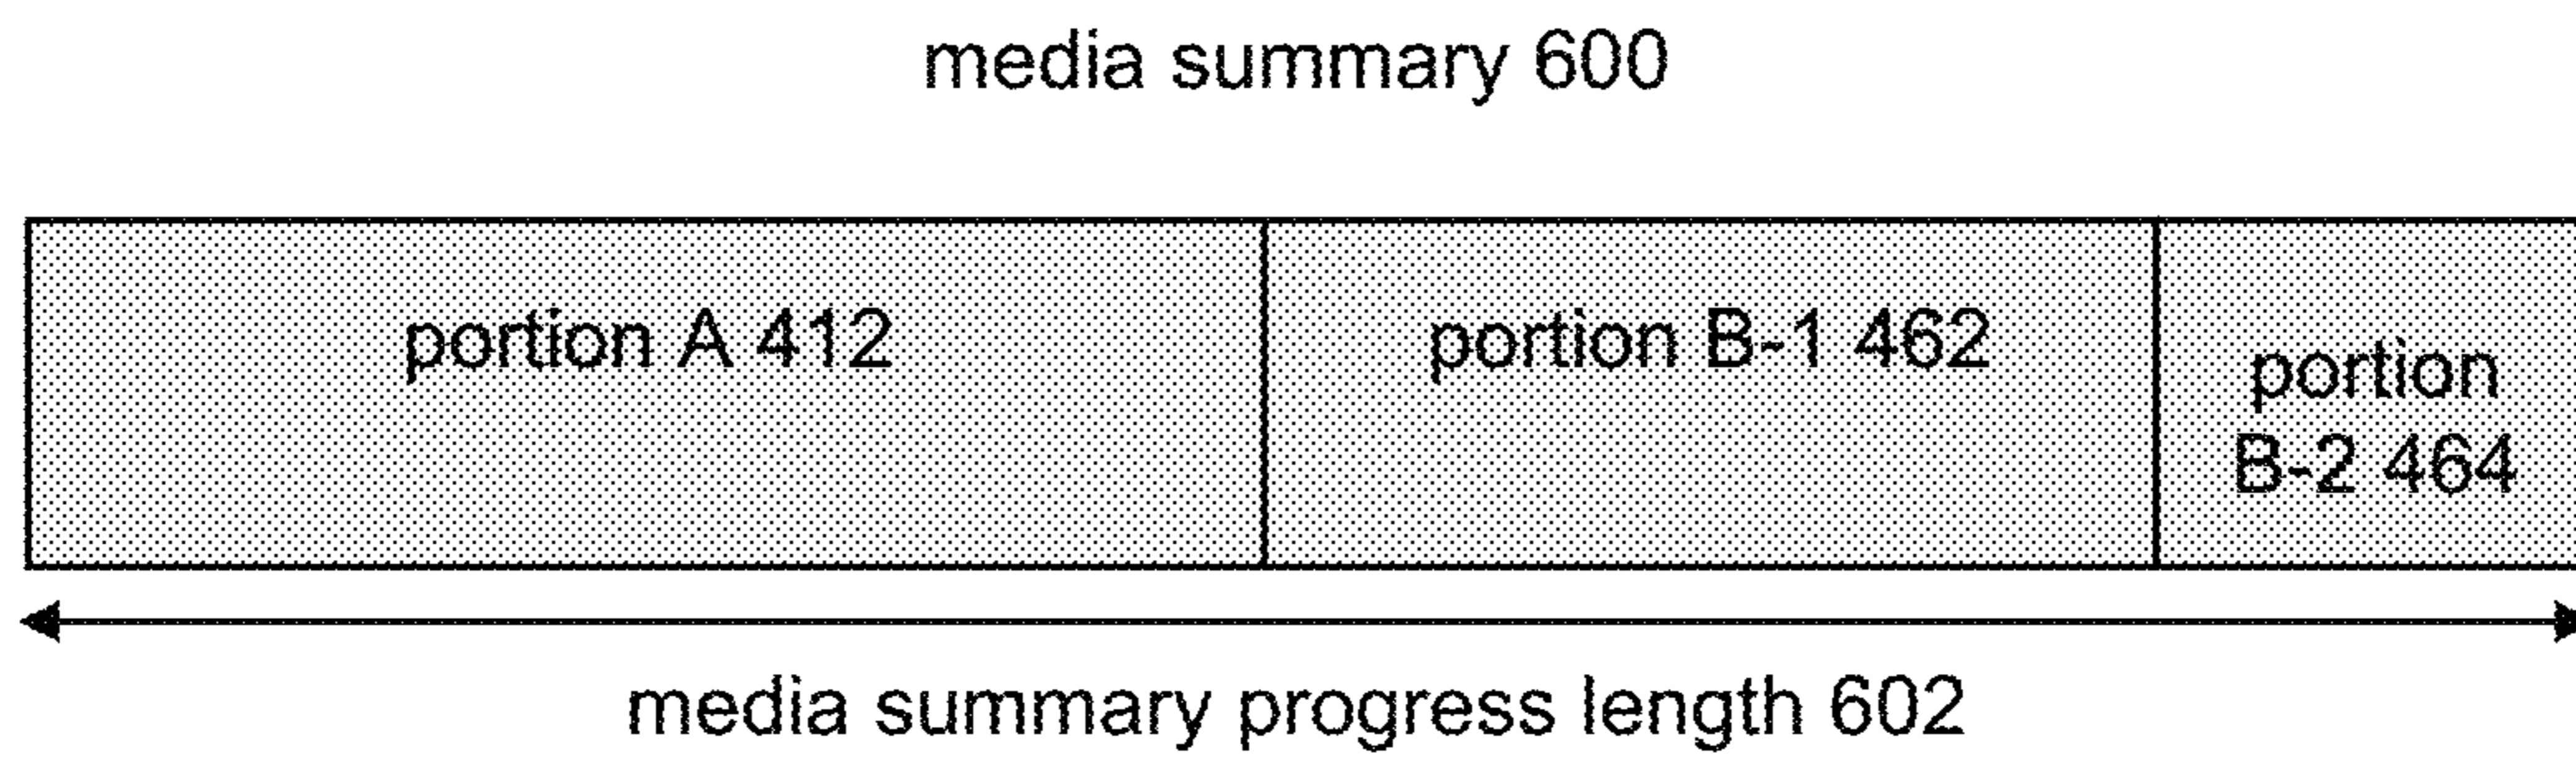 media summary 600
portion A 412
portion B-1 462
portion
B-2 464
media summary progress length 602